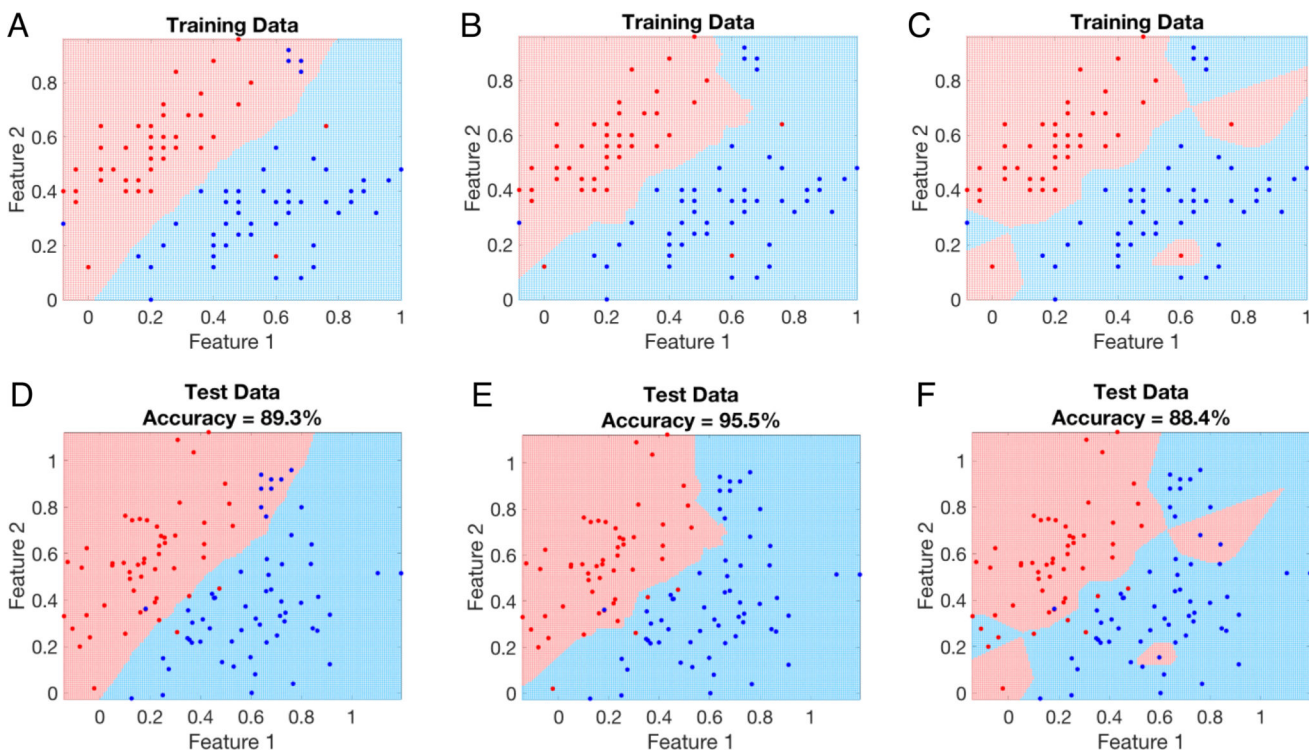 A
Training Data
Feature 2
0.8
0.6
0.4
0.2
0
0 0.2 0.4 0.6 0.8 1
Feature 1
B
Training Data
Feature 2
0.8
0.6
0.4
0.2
0
0 0.2 0.4 0.6 0.8 1
Feature 1
C
Training Data
Feature 2
0.8
0.6
0.4
0.2
0
0 0.2 0.4 0.6 0.8 1
Feature 1
D
Test Data
Accuracy = 89.3%
Feature 2
1
0.8
0.6
0.4
0.2
0
0 0.2 0.4 0.6 0.8 1
Feature 1
E
Test Data
Accuracy = 95.5%
Feature 2
1
0.8
0.6
0.4
0.2
0
0 0.2 0.4 0.6 0.8 1
Feature 1
F
Test Data
Accuracy = 88.4%
Feature 2
1
0.8
0.6
0.4
0.2
0
0 0.2 0.4 0.6 0.8 1
Feature 1